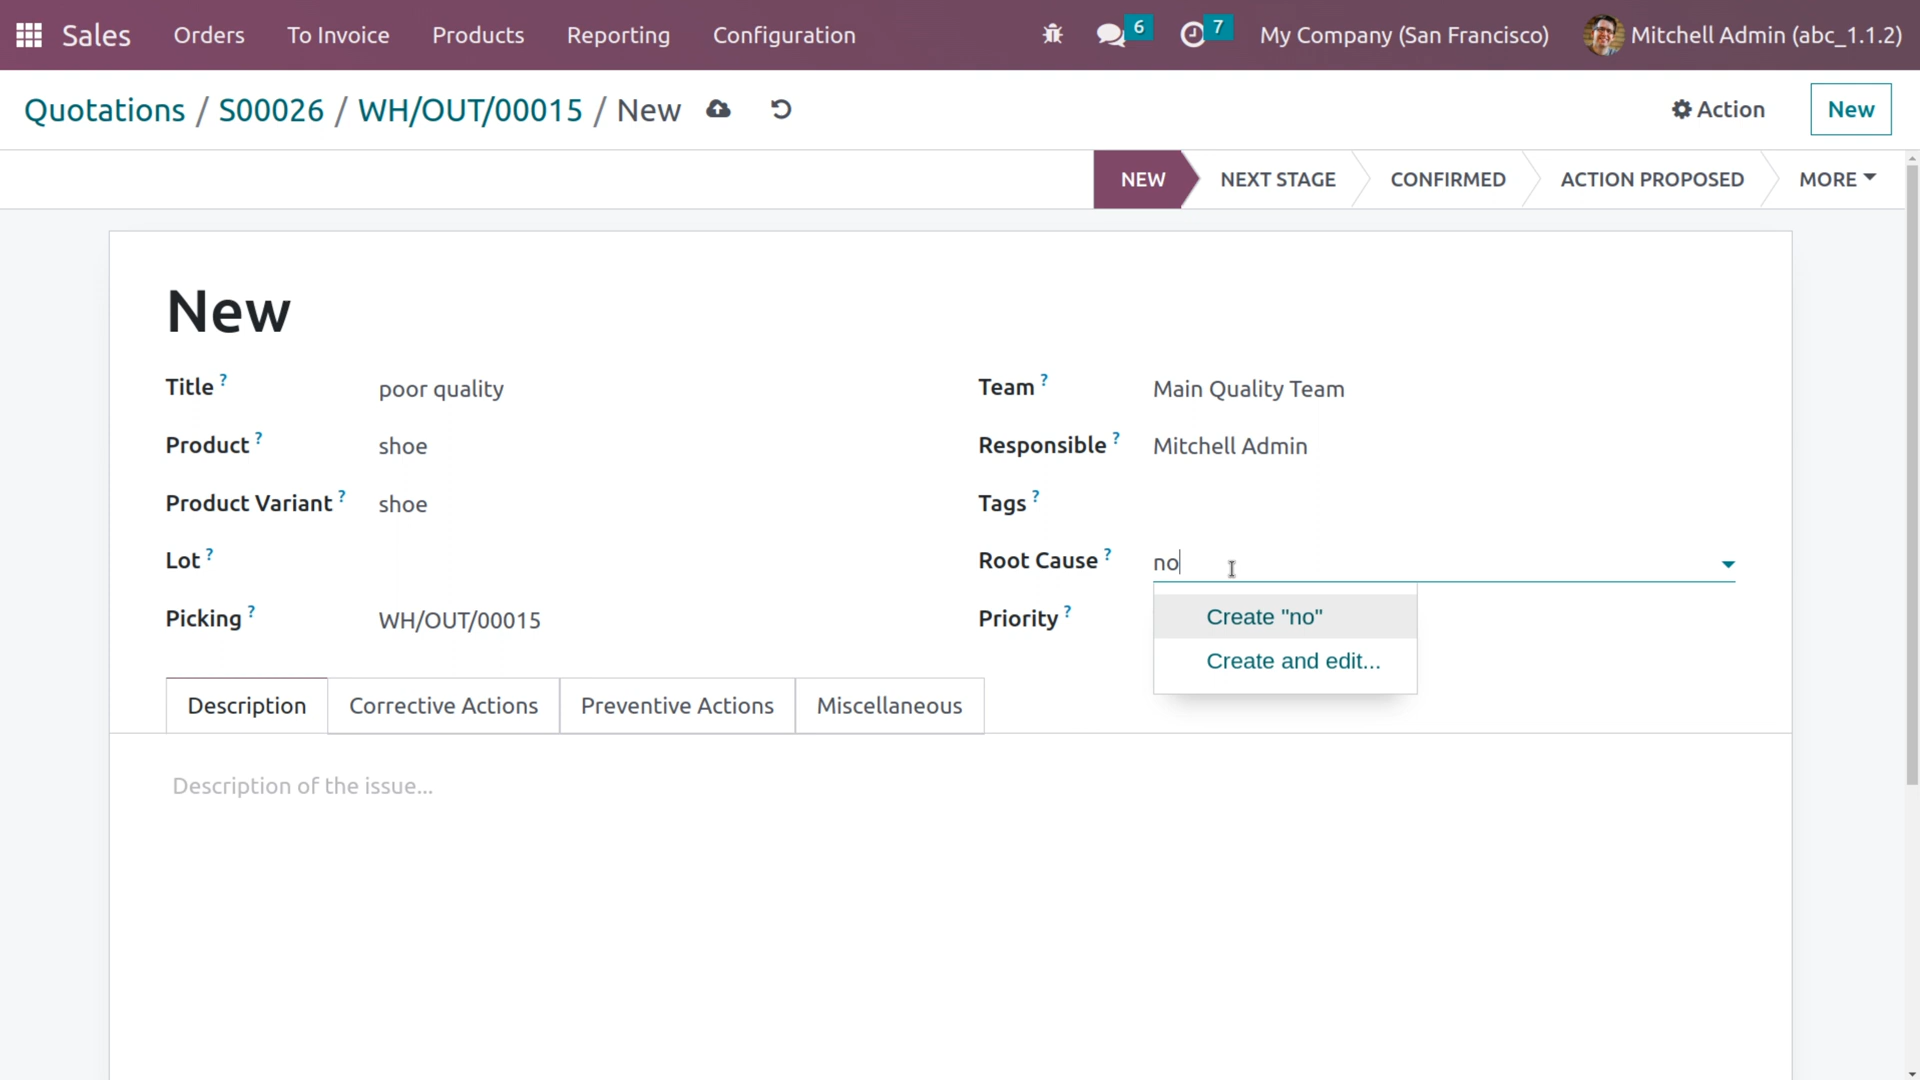 Sales Orders To Invoice Products Reporting Configuration 6 7 My Company (San Francisco) Mitchell Admin (abc_1.1.2)
Quotations / S00026 / WH/OUT/00015 / New Action New
NEW NEXT STAGE CONFIRMED ACTION PROPOSED MORE
New
Title ? poor quality Team ? Main Quality Team
Product ? shoe Responsible ? Mitchell Admin
Product Variant ? shoe Tags ?
Lot ? Root Cause ? no
Picking ? WH/OUT/00015 Priority ? Create "no"
Create and edit...
Description Corrective Actions Preventive Actions Miscellaneous
Description of the issue...